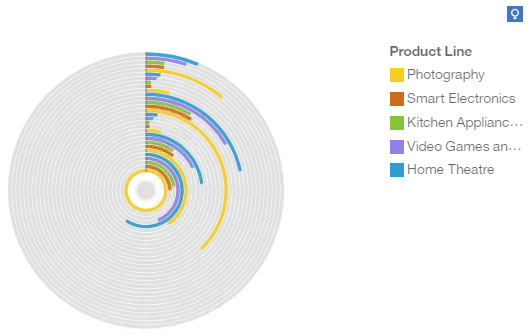 Product Line
Photography
Smart Electronics
Kitchen Applianc...
Video Games an...
Home Theatre